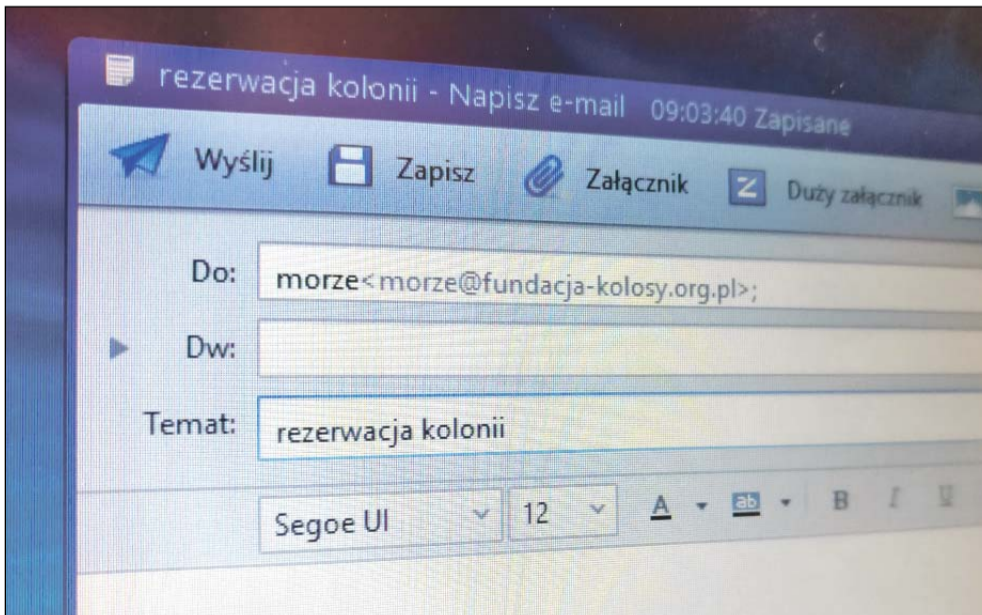 rezerwacja kolonii - Napisz e-mail 09:03:40 Zapisane
Wyślij Zapisz Załącznik Duży załącznik
Do: morze<morze@fundacja-kolosy.org.pl>;
Dw:
Temat: rezerwacja kolonii
Segoe UI 12 A ab B I U